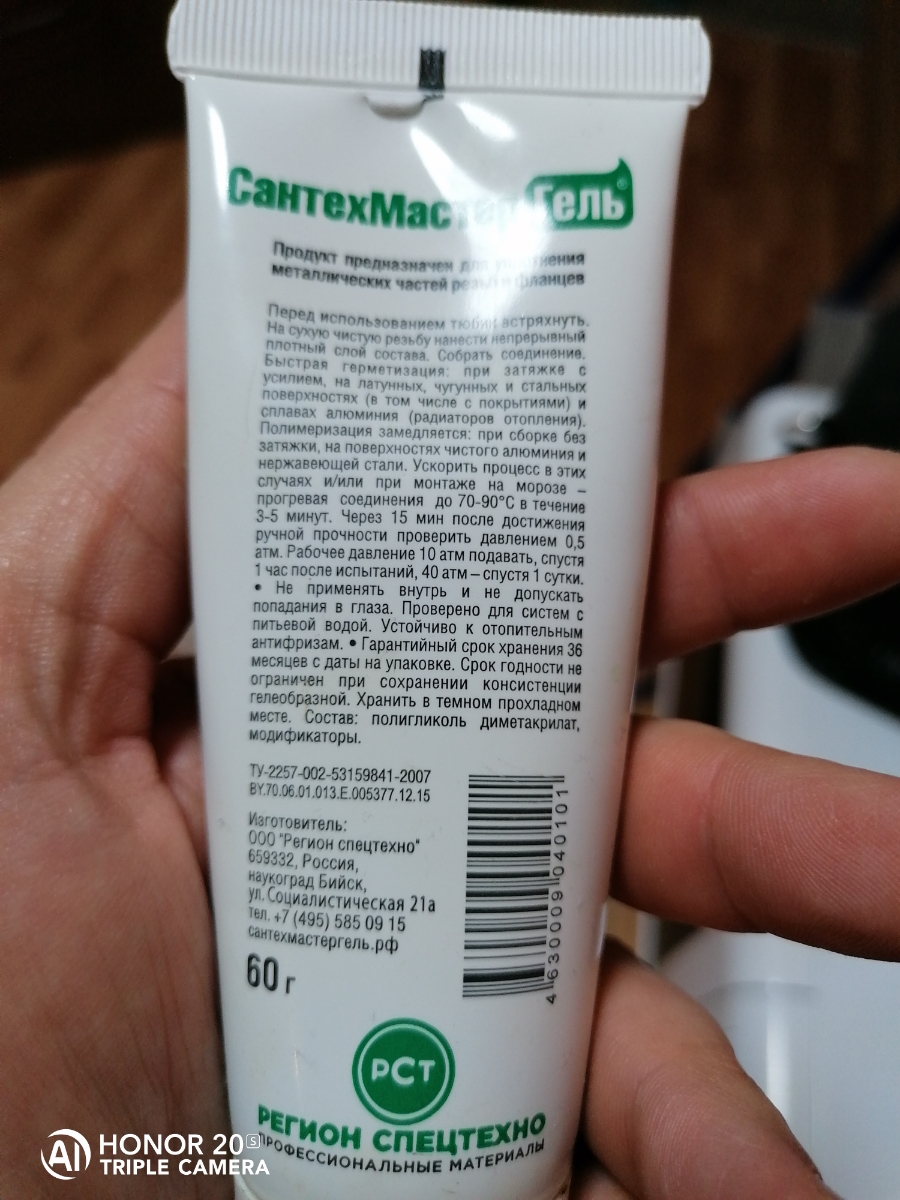 СантехМастер Гель®
Продукт предназначен для уплотнения
металлических частей резьб и фланцев
Перед использованием тюбик встряхнуть.
На сухую чистую резьбу нанести непрерывный
плотный слой состава. Собрать соединение.
Быстрая герметизация: при затяжке с
усилием, на латунных, чугунных и стальных
поверхностях (в том числе с покрытиями) и
сплавах алюминия (радиаторов отопления).
Полимеризация замедляется: при сборке без
затяжки, на поверхностях чистого алюминия и
нержавеющей стали. Ускорить процесс в этих
случаях и/или при монтаже на морозе –
прогревая соединения до 70-90°С в течение
3-5 минут. Через 15 мин после достижения
ручной прочности проверить давлением 0,5
атм. Рабочее давление 10 атм подавать, спустя
1 час после испытаний, 40 атм – спустя 1 сутки.
• Не применять внутрь и не допускать
попадания в глаза. Проверено для систем с
питьевой водой. Устойчиво к отопительным
антифризам. • Гарантийный срок хранения 36
месяцев с даты на упаковке. Срок годности не
ограничен при сохранении консистенции
гелеобразной. Хранить в темном прохладном
месте. Состав: полигликоль диметакрилат,
модификаторы.
ТУ-2257-002-53159841-2007
BY.70.06.01.013.E.005377.12.15
Изготовитель:
ООО "Регион спецтехно"
659332, Россия,
наукоград Бийск,
ул. Социалистическая 21а
тел. +7 (495) 585 09 15
сантехмастергель.рф
60 г
4 630009 040101
РСТ
РЕГИОН СПЕЦТЕХНО
ПРОФЕССИОНАЛЬНЫЕ МАТЕРИАЛЫ
HONOR 20S
TRIPLE CAMERA